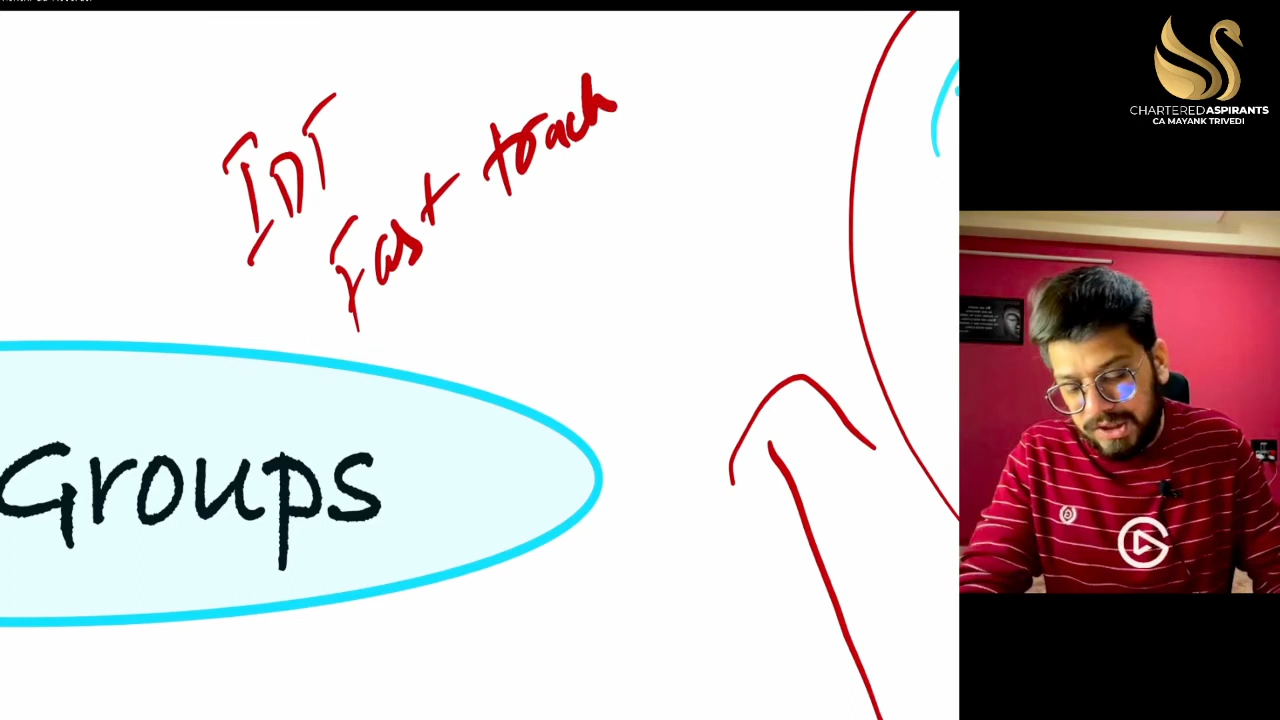 CHARTEREDASPIRANTS
CA MAYANK TRIVEDI
IDT
Fast track
Groups